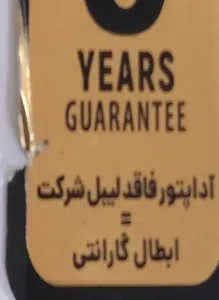 YEARS
GUARANTEE
آداپتور فاقد لیبل شرکت
=
ابطال گارانتی